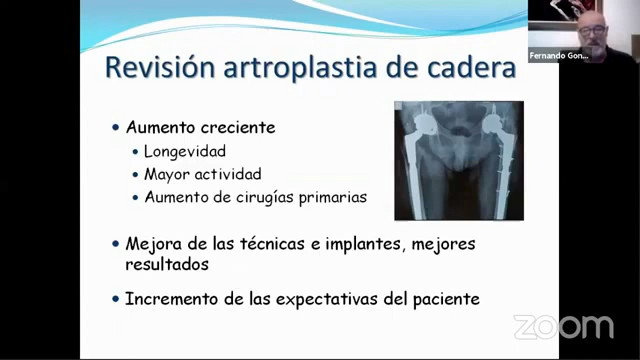 Revisión artroplastia de cadera
Fernando Gon...
Aumento creciente
Longevidad
Mayor actividad
Aumento de cirugías primarias
Mejora de las técnicas e implantes, mejores
resultados
Incremento de las expectativas del paciente
zoom